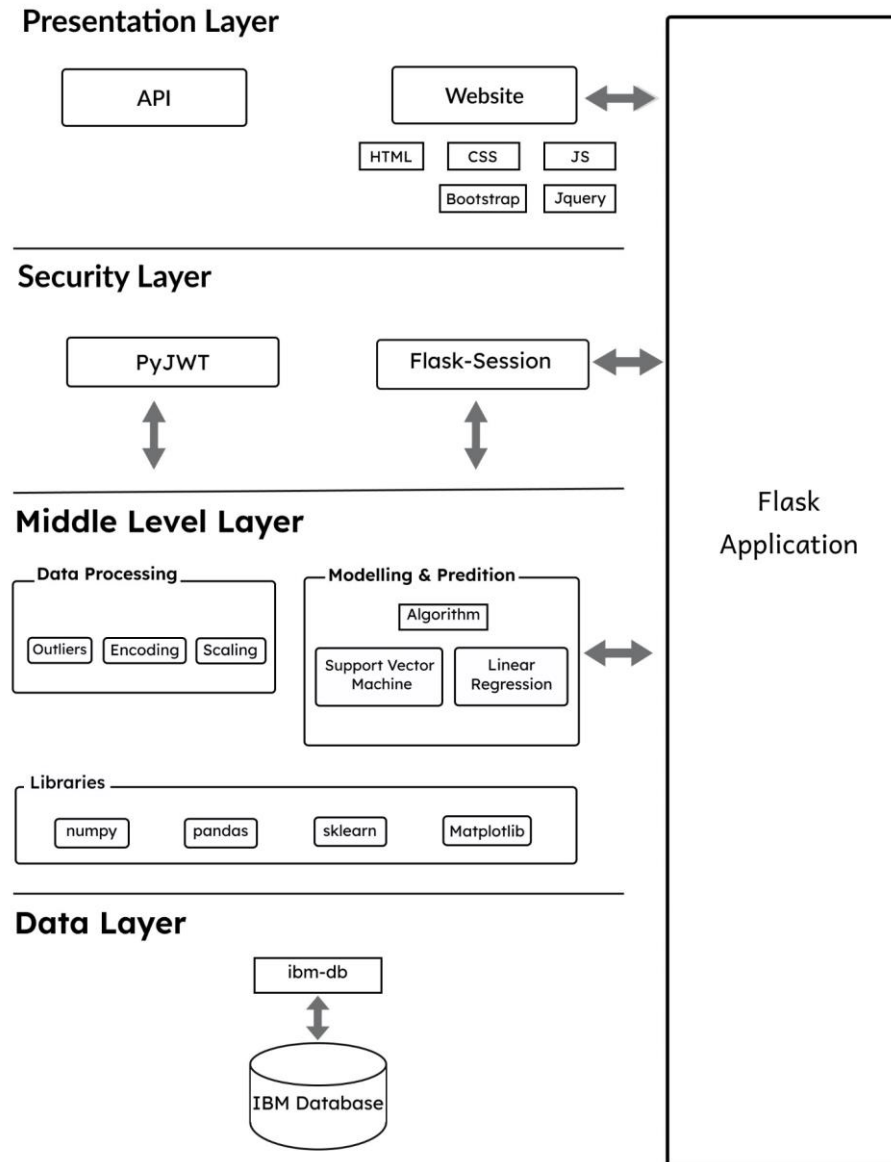 Presentation Layer
API
Website
HTML
CSS
JS
Bootstrap
Jquery
Security Layer
PyJWT
Flask-Session
Middle Level Layer
Flask
Application
Data Processing
Outliers
Encoding
Scaling
Modelling & Predition
Algorithm
Support Vector
Machine
Linear
Regression
Libraries
numpy
pandas
sklearn
Matplotlib
Data Layer
ibm-db
IBM Database